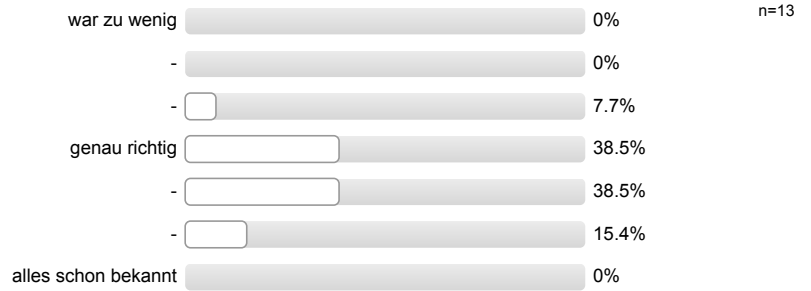 war zu wenig 0% n=13
- 0%
- 7.7%
genau richtig 38.5%
- 38.5%
- 15.4%
alles schon bekannt 0%